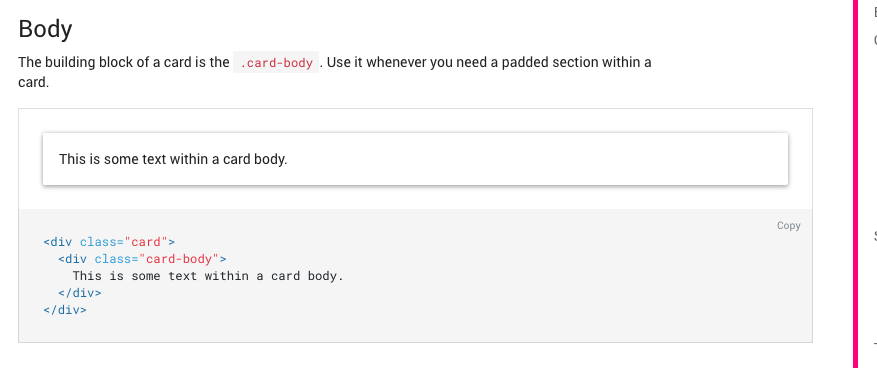 Body
The building block of a card is the .card-body . Use it whenever you need a padded section within a
card.
This is some text within a card body.
Copy
<div class="card">
  <div class="card-body">
    This is some text within a card body.
  </div>
</div>